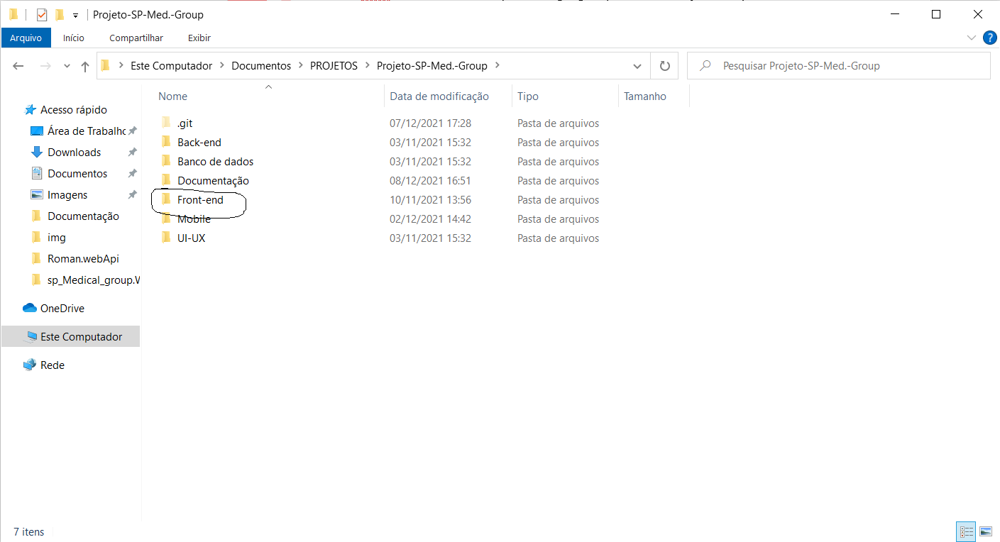 Projeto-SP-Med.-Group
Arquivo Início Compartilhar Exibir ?
Este Computador Documentos PROJETOS Projeto-SP-Med.-Group Pesquisar Projeto-SP-Med.-Group
Nome Data de modificação Tipo Tamanho
Acesso rápido
Área de Trabalho
Downloads
Documentos
Imagens
Documentação
img
Roman.webApi
sp_Medical_group.W
OneDrive
Este Computador
Rede
.git 07/12/2021 17:28 Pasta de arquivos
Back-end 03/11/2021 15:32 Pasta de arquivos
Banco de dados 03/11/2021 15:32 Pasta de arquivos
Documentação 08/12/2021 16:51 Pasta de arquivos
Front-end 10/11/2021 13:56 Pasta de arquivos
Mobile 02/12/2021 14:42 Pasta de arquivos
UI-UX 03/11/2021 15:32 Pasta de arquivos
7 itens